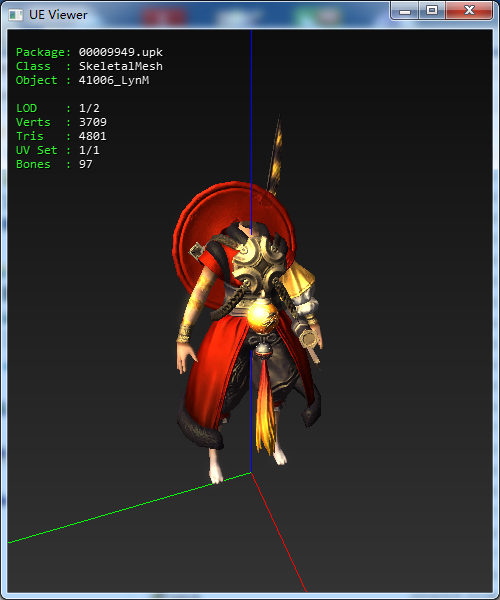 UE Viewer
Package: 00009949.upk
Class : SkeletalMesh
Object : 41006_LynM
LOD : 1/2
Verts : 3709
Tris : 4801
UV Set : 1/1
Bones : 97